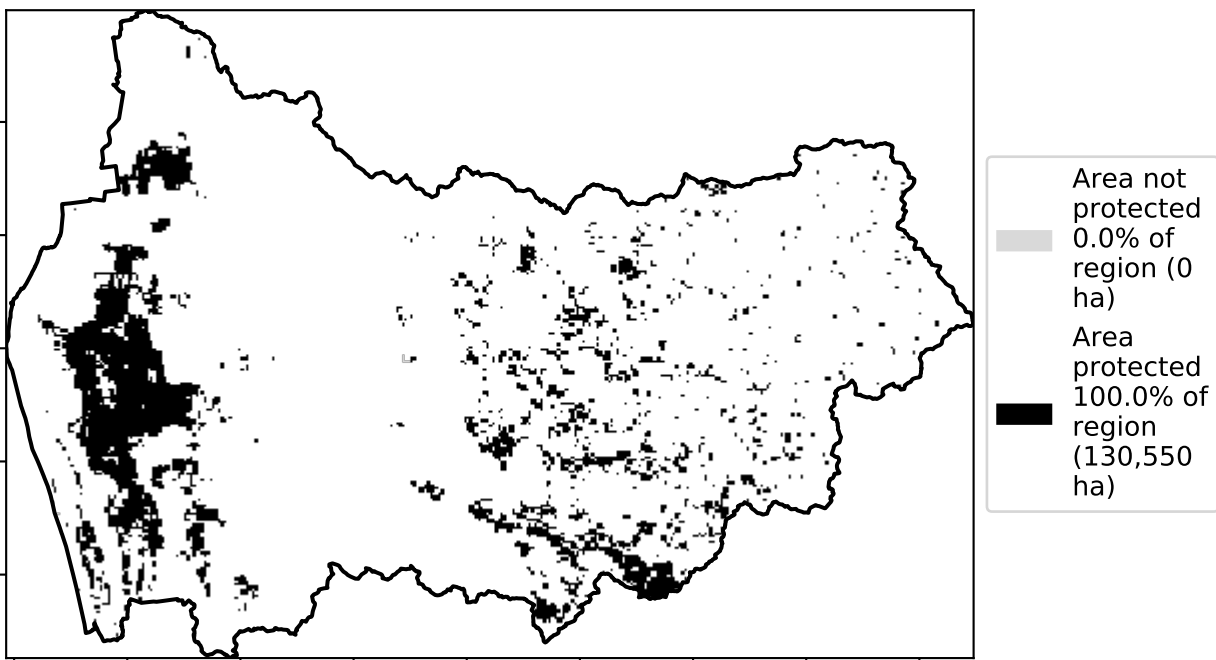 Area not
protected
0.0% of
region (0
ha)
Area
protected
100.0% of
region
(130,550
ha)